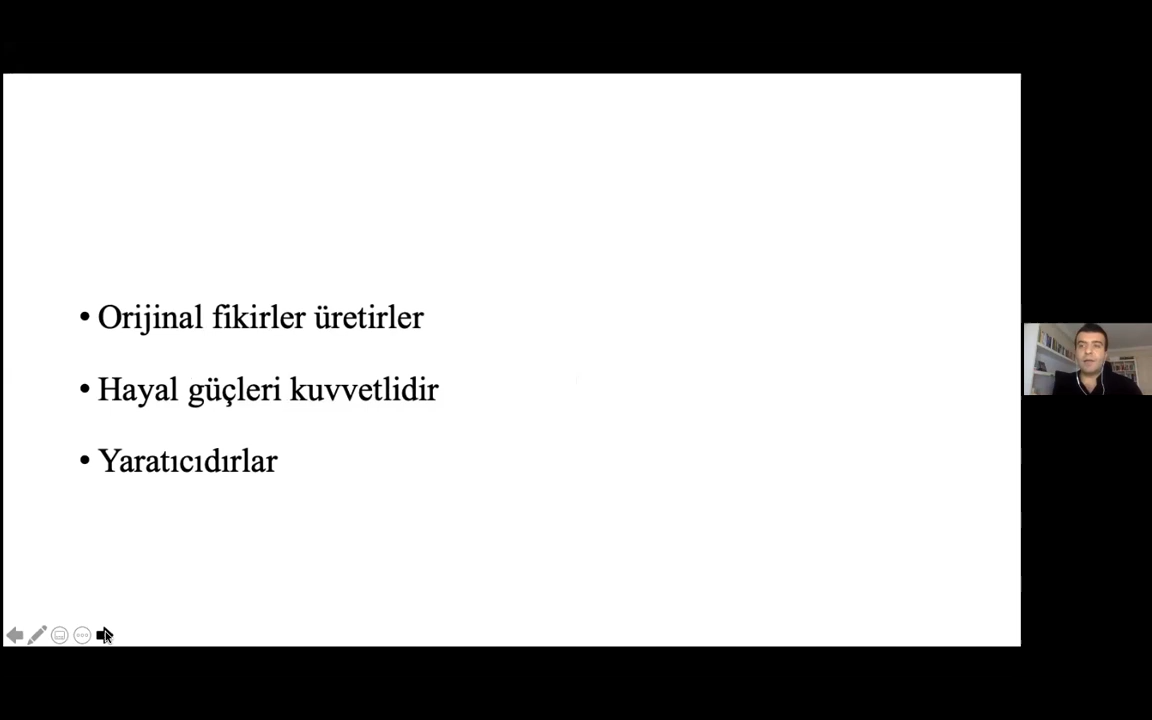 • Orijinal fikirler üretirler
• Hayal güçleri kuvvetlidir
• Yaratıcıdırlar